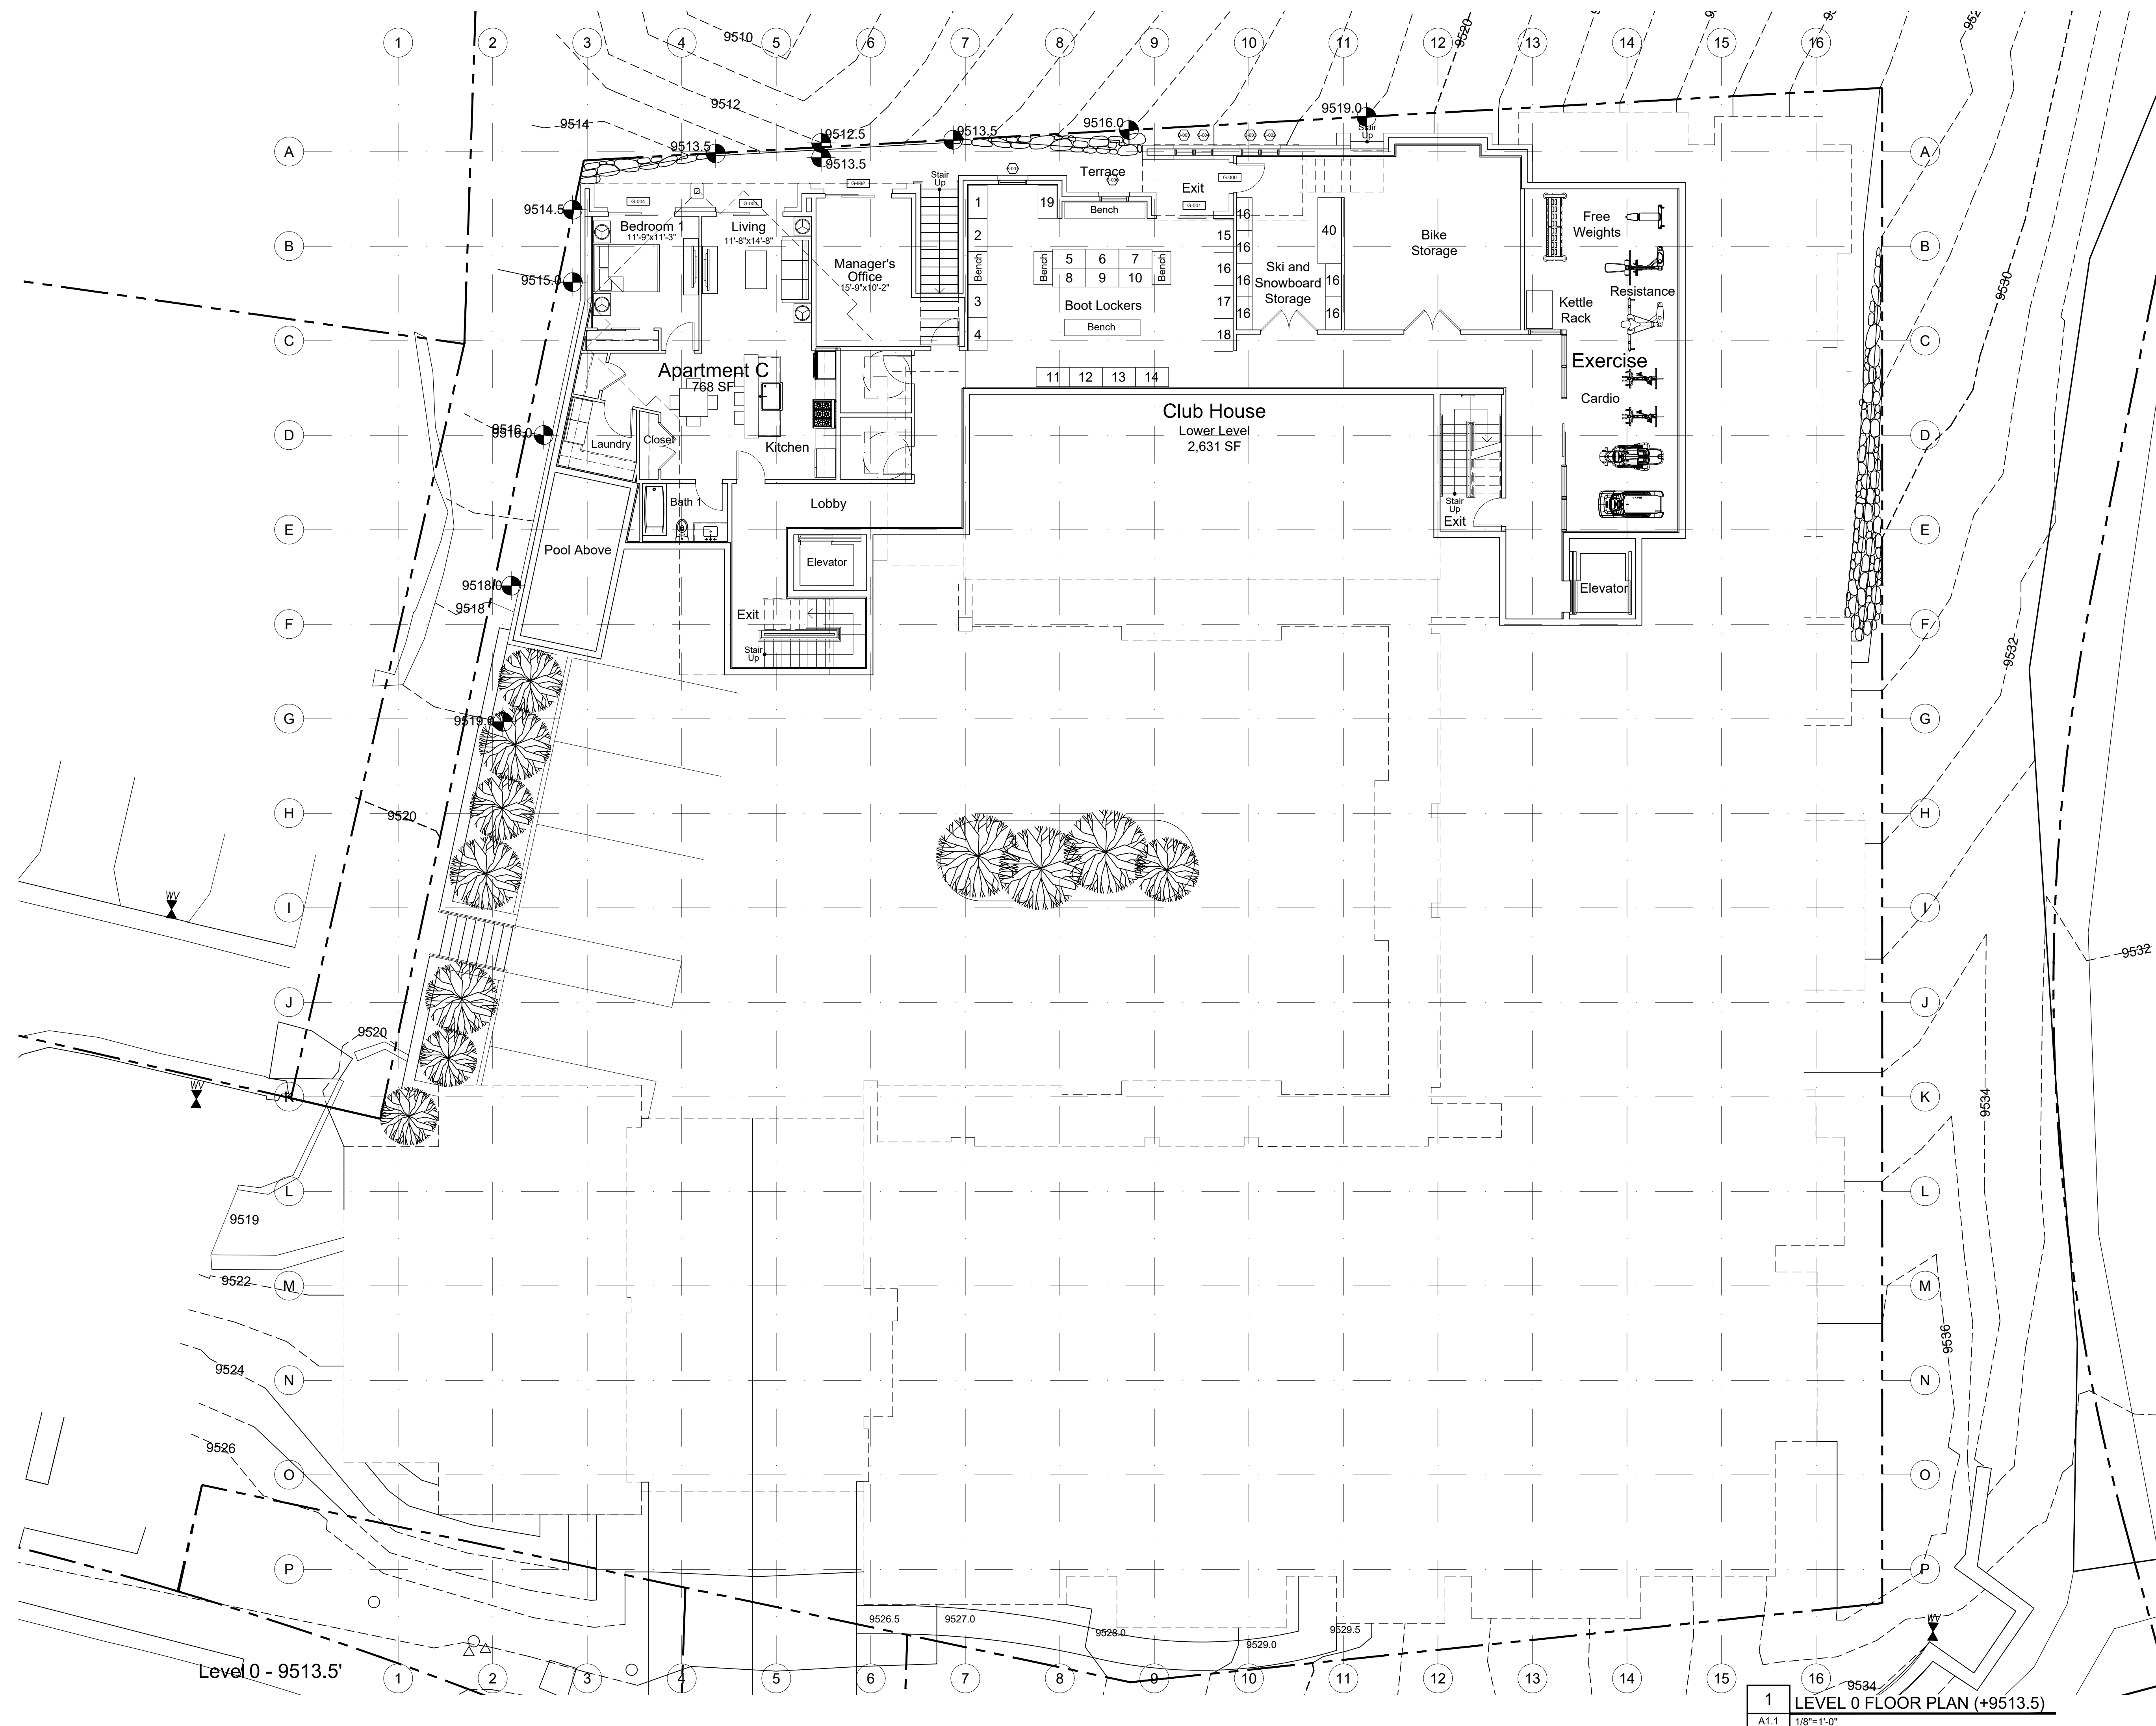 9510
9520
1 2 3 4 5 6 7 8 9 10 11 12 13 14 15 16
9512
9514
9512.5
9513.5
9513.5
9513.5
9516.0
9519.0
Stair
Up
A A
Terrace
Exit
G-000
G-001
G-002
G-004
Stair
Up
9514.5
Bedroom 1
11'-9"x11'-3"
Living
11'-8"x14'-8"
Manager's
Office
15'-9"x10'-2"
B B
1
2
Bench
3
4
19
Bench
Bench
5 6 7
8 9 10
Bench
Boot Lockers
Bench
11 12 13 14
15
16
17
18
16
16
16
16
40
16
16
Ski and
Snowboard
Storage
Bike
Storage
Free
Weights
Resistance
Kettle
Rack
Exercise
Cardio
9515.0
C C
Apartment C
768 SF
Club House
Lower Level
2,631 SF
9516
9516.0
D D
Laundry
Closet
Kitchen
Bath 1
Lobby
Stair
Up
Exit
E E
Pool Above
Elevator
Elevator
9518.0
9518
Exit
Stair
Up
F F
9530
9532
9519.0
G G
H H
9520
WV
I I
9532
J J
9520
WV
K K
9534
L L
9519
9522
M M
9536
9524
N N
9526
O O
P P
9526.5
9527.0
9528.0
9529.0
9529.5
WV
9534
Level 0 - 9513.5'
1 2 3 4 5 6 7 8 9 10 11 12 13 14 15 16
1
LEVEL 0 FLOOR PLAN (+9513.5)
A1.1
1/8"=1'-0"